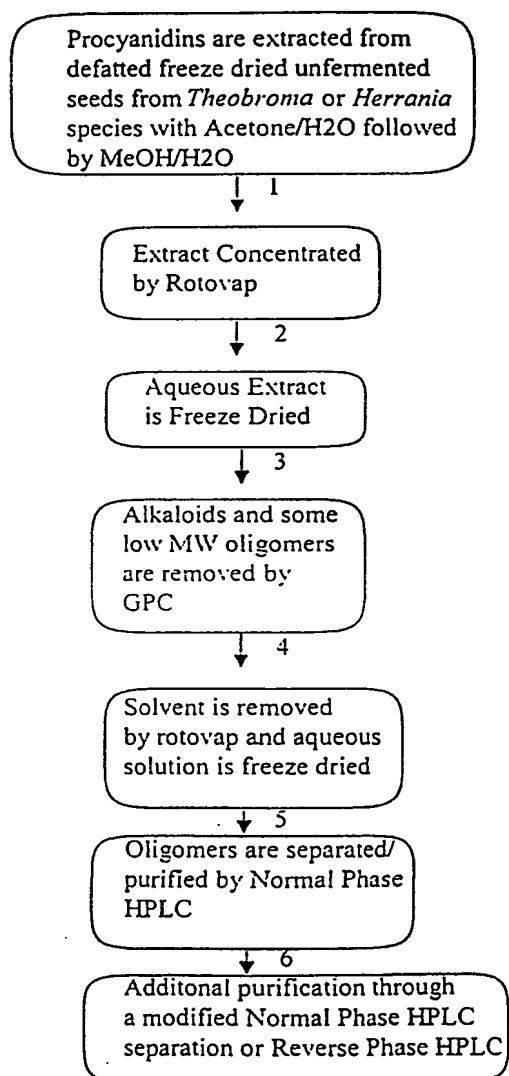 Procyanidins are extracted from
defatted freeze dried unfermented
seeds from Theobroma or Herrania
species with Acetone/H2O followed
by MeOH/H2O
1
Extract Concentrated
by Rotovap
2
Aqueous Extract
is Freeze Dried
3
Alkaloids and some
low MW oligomers
are removed by
GPC
4
Solvent is removed
by rotovap and aqueous
solution is freeze dried
5
Oligomers are separated/
purified by Normal Phase
HPLC
6
Additonal purification through
a modified Normal Phase HPLC
separation or Reverse Phase HPLC